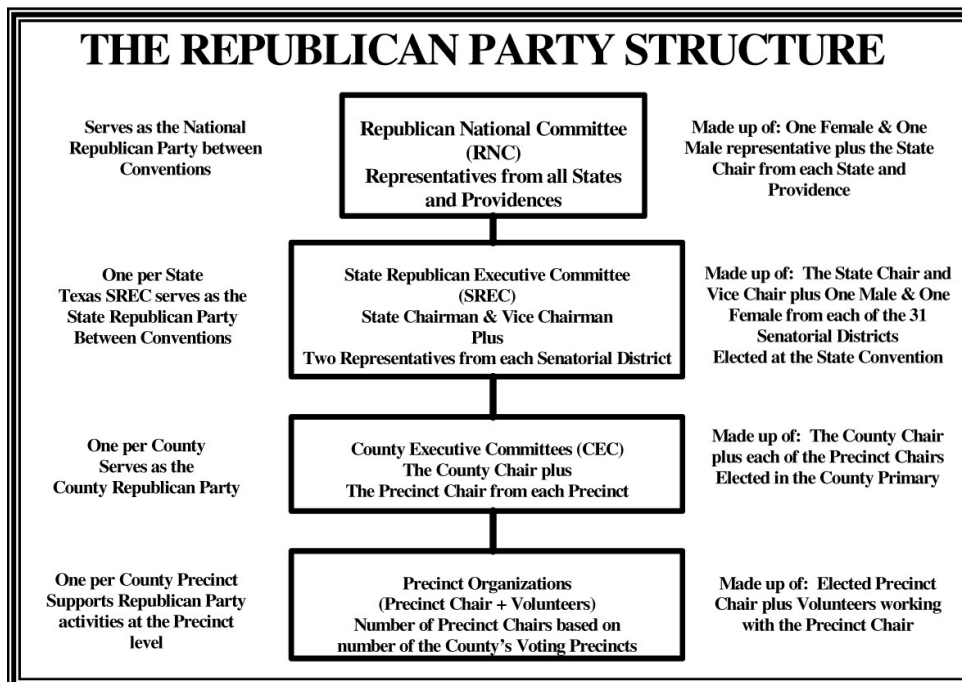 THE REPUBLICAN PARTY STRUCTURE
Serves as the National
Republican Party between
Conventions
Republican National Committee
(RNC)
Representatives from all States
and Providences
Made up of: One Female & One
Male representative plus the State
Chair from each State and
Providence
One per State
Texas SREC serves as the
State Republican Party
Between Conventions
State Republican Executive Committee
(SREC)
State Chairman & Vice Chairman
Plus
Two Representatives from each Senatorial District
Made up of: The State Chair and
Vice Chair plus One Male & One
Female from each of the 31
Senatorial Districts
Elected at the State Convention
One per County
Serves as the
County Republican Party
County Executive Committees (CEC)
The County Chair plus
The Precinct Chair from each Precinct
Made up of: The County Chair
plus each of the Precinct Chairs
Elected in the County Primary
One per County Precinct
Supports Republican Party
activities at the Precinct
level
Precinct Organizations
(Precinct Chair + Volunteers)
Number of Precinct Chairs based on
number of the County's Voting Precincts
Made up of: Elected Precinct
Chair plus Volunteers working
with the Precinct Chair